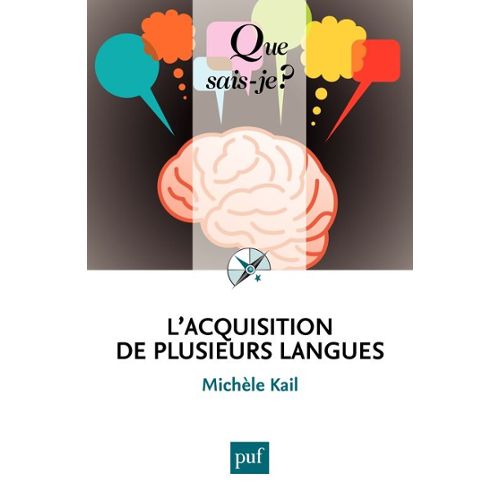 Que
sais-je?
L'ACQUISITION
DE PLUSIEURS LANGUES
Michèle Kail
puf